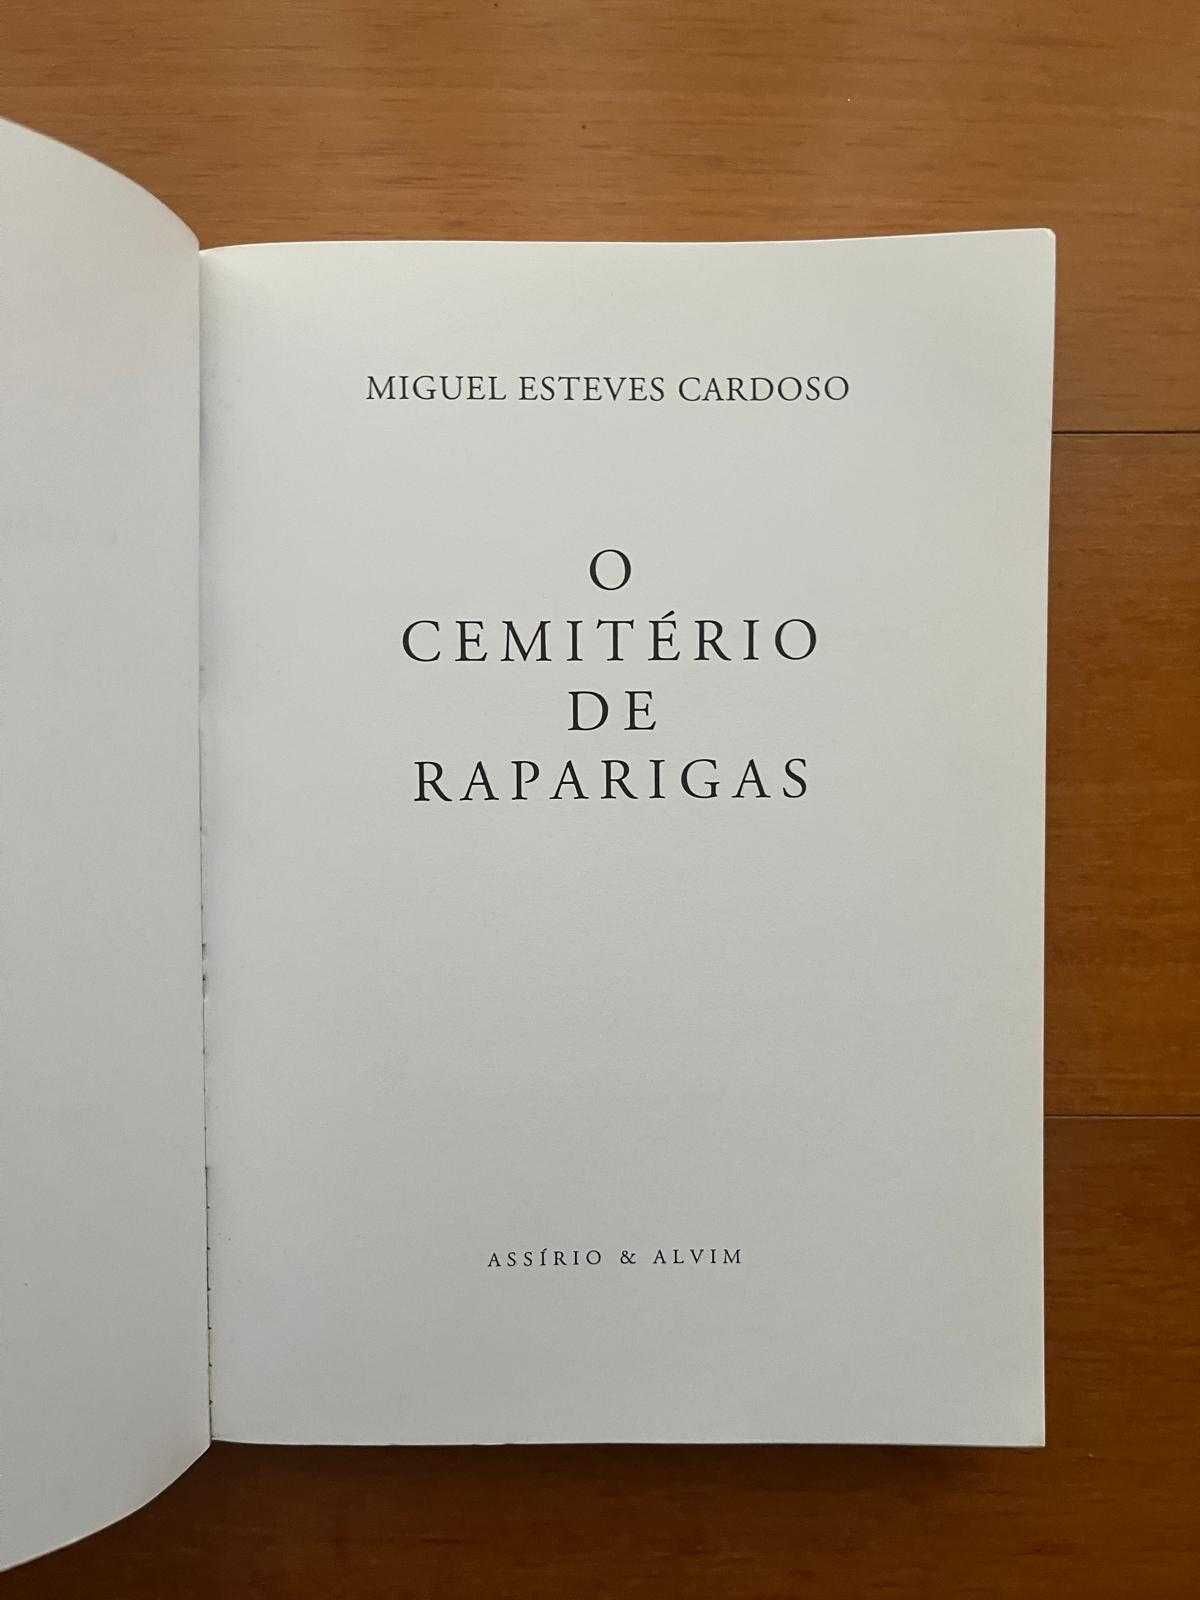 MIGUEL ESTEVES CARDOSO
O
CEMITÉRIO
DE
RAPARIGAS
ASSÍRIO & ALVIM